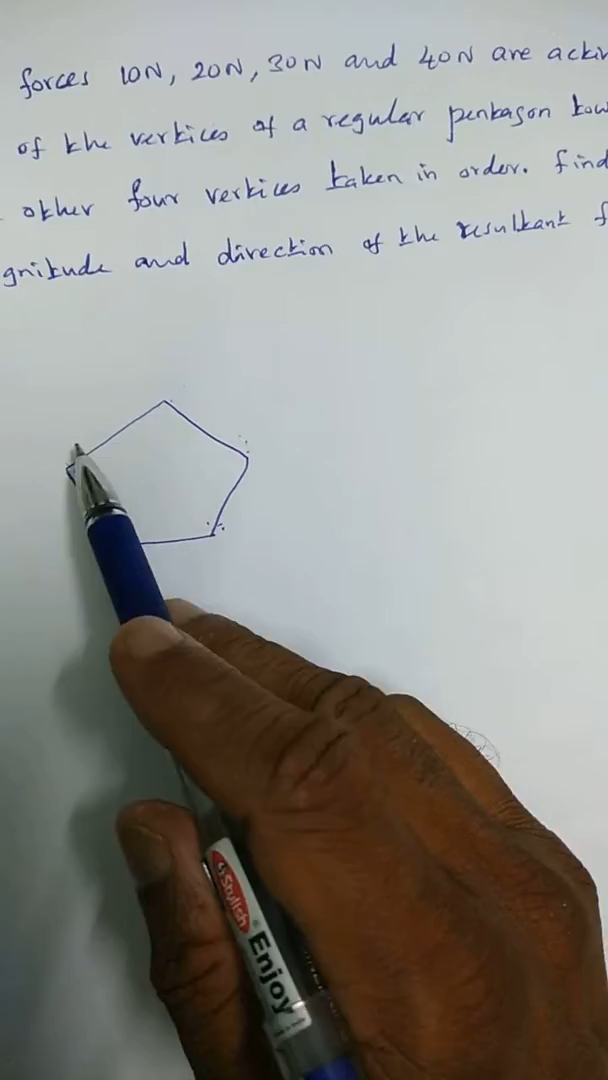 forces 10N, 20N, 30N and 40N are
of the vertices of a regular pentagon
other four vertices taken in order. Find
and direction of the resultant
Stylish
Enjoy